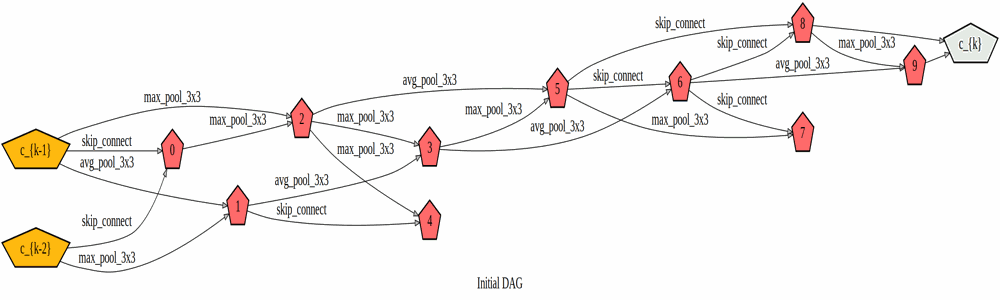 skip_connect
8
c_{k}
skip_connect
max_pool_3x3
9
avg_pool_3x3
avg_pool_3x3
skip_connect
5
6
max_pool_3x3
skip_connect
max_pool_3x3
max_pool_3x3
2
max_pool_3x3
max_pool_3x3
avg_pool_3x3
max_pool_3x3
7
skip_connect
c_{k-1}
0
max_pool_3x3
3
avg_pool_3x3
avg_pool_3x3
1
skip_connect
4
skip_connect
c_{k-2}
max_pool_3x3
Initial DAG